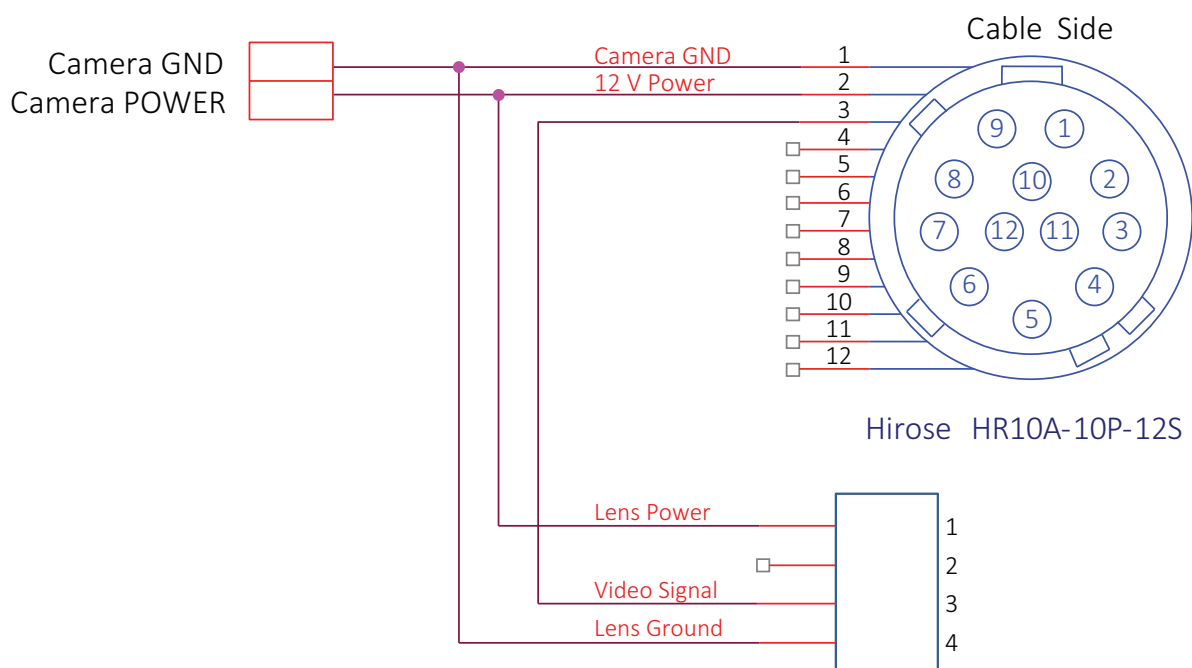 Cable Side
Camera GND
Camera POWER
Camera GND 1
12 V Power 2
3
4
5
6
7
8
9
10
11
12
9 1
8 10 2
7 12 11 3
6 4
5
Hirose HR10A-10P-12S
Lens Power 1
2
Video Signal 3
Lens Ground 4